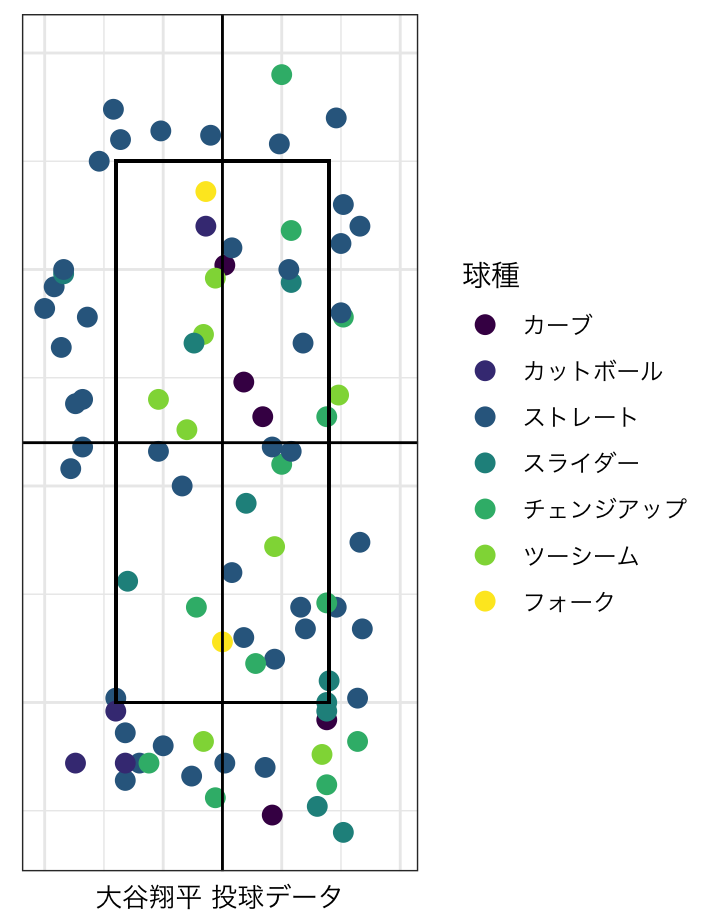 球種
カーブ
カットボール
ストレート
スライダー
チェンジアップ
ツーシーム
フォーク
大谷翔平 投球データ